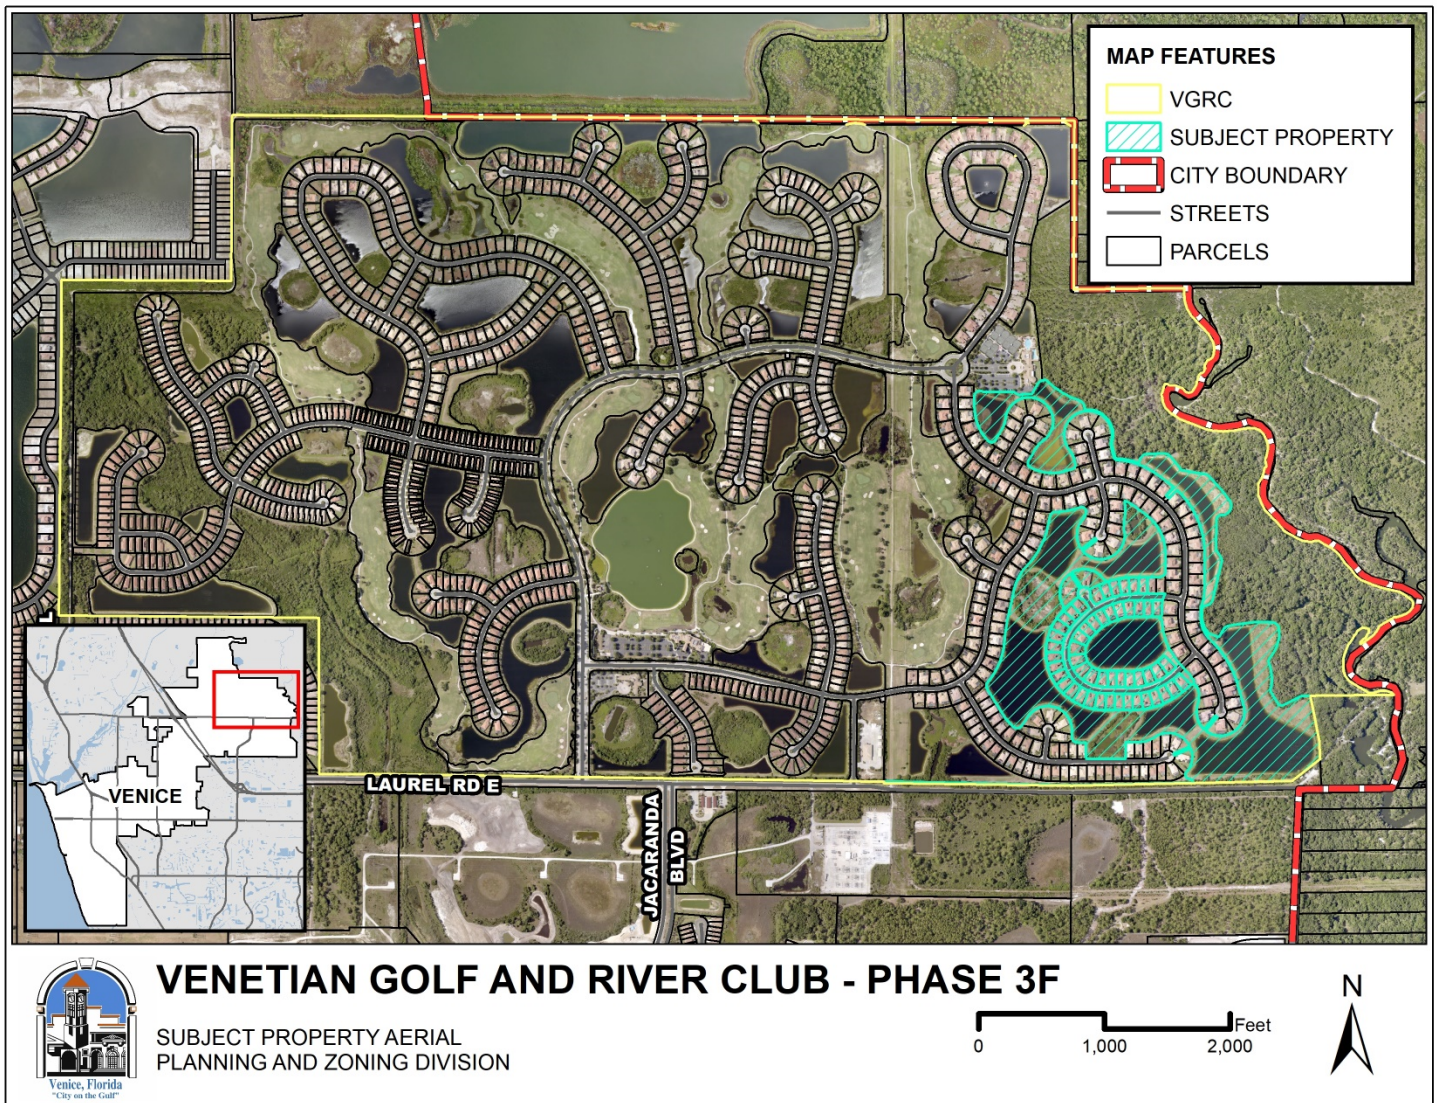 MAP FEATURES
VGRC
SUBJECT PROPERTY
CITY BOUNDARY
STREETS
PARCELS
L
VENICE
LAUREL RD E
JACARANDA
BLVD
VENETIAN GOLF AND RIVER CLUB - PHASE 3F
SUBJECT PROPERTY AERIAL
PLANNING AND ZONING DIVISION
Venice, Florida
"City on the Gulf"
Feet
0 1,000 2,000
N